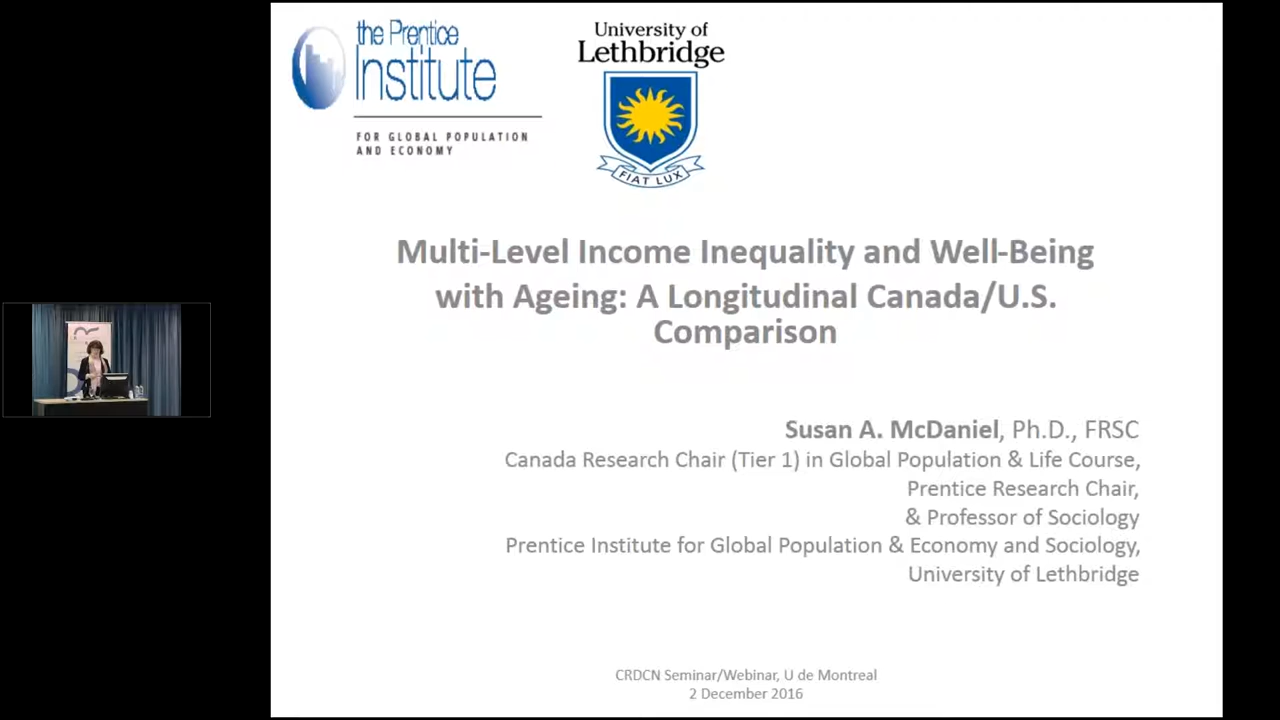 the Prentice
Institute
FOR GLOBAL POPULATION
AND ECONOMY
University of
Lethbridge
FIAT LUX
Multi-Level Income Inequality and Well-Being
with Ageing: A Longitudinal Canada/U.S.
Comparison
Susan A. McDaniel, Ph.D., FRSC
Canada Research Chair (Tier 1) in Global Population & Life Course,
Prentice Research Chair,
& Professor of Sociology
Prentice Institute for Global Population & Economy and Sociology,
University of Lethbridge
CRDCN Seminar/Webinar, U de Montreal
2 December 2016